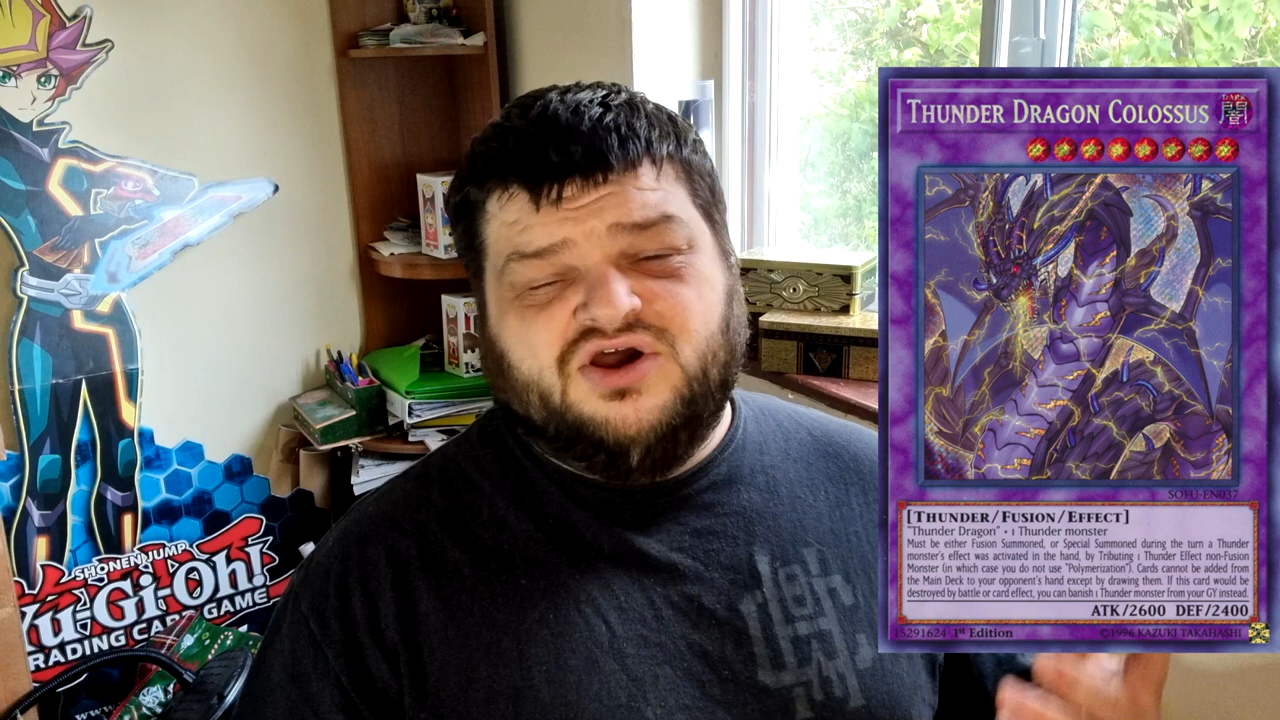 SHONEN JUMP
Yu-Gi-Oh!
TRADING CARD GAME
www.
THUNDER DRAGON COLOSSUS
DARK
闇
SOFU-EN037
[THUNDER/FUSION/EFFECT]
"Thunder Dragon" + 1 Thunder monster
Must be either Fusion Summoned, or Special Summoned during the turn a Thunder
monster's effect was activated in the hand, by Tributing 1 Thunder Effect non-Fusion
Monster (in which case you do not use "Polymerization"). Cards cannot be added from
the Main Deck to your opponent's hand except by drawing them. If this card would be
destroyed by battle or card effect, you can banish 1 Thunder monster from your GY instead.
ATK/2600 DEF/2400
15291624 1st Edition ©1996 KAZUKI TAKAHASHI